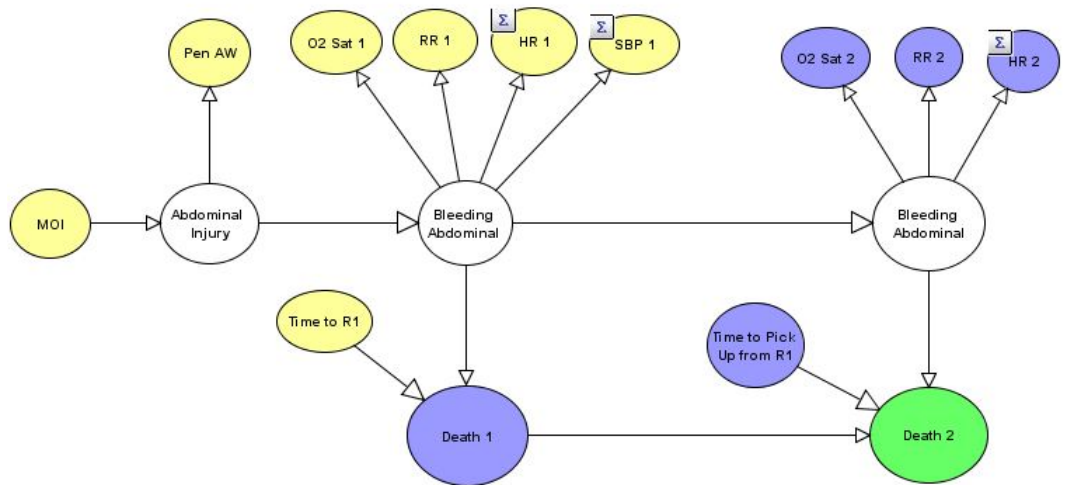 Pen AW
O2 Sat 1
RR 1
Σ
HR 1
Σ
SBP 1
O2 Sat 2
RR 2
Σ
HR 2
MOI
Abdominal
Injury
Bleeding
Abdominal
Bleeding
Abdominal
Time to R1
Time to Pick
Up from R1
Death 1
Death 2